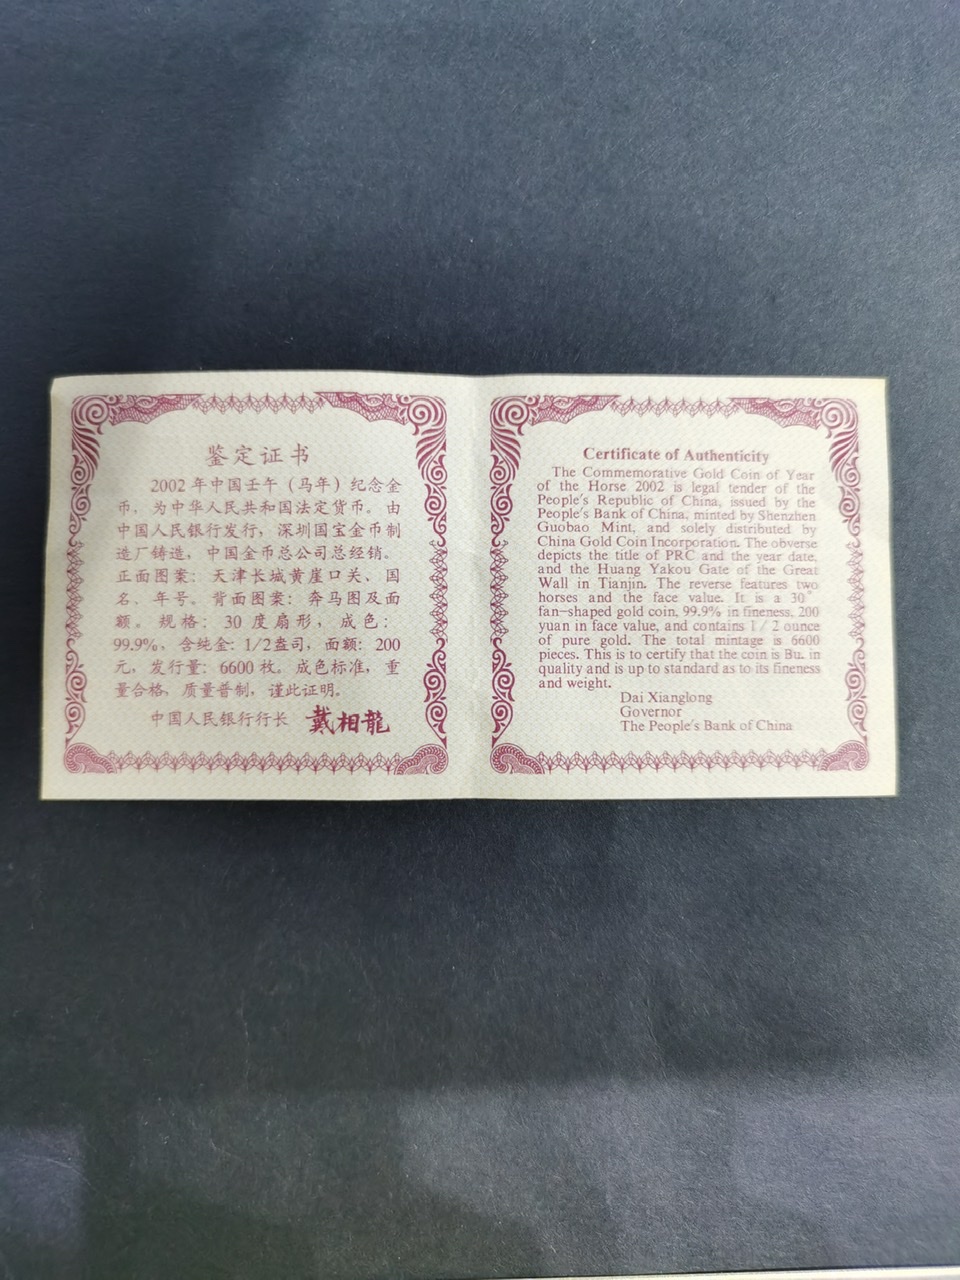 鉴定证书
2002年中国壬午（马年）纪念金
币，为中华人民共和国法定货币。由
中国人民银行发行，深圳国宝金币制
造厂铸造，中国金币总公司总经销。
正面图案：天津长城黄崖口关、国
名、年号。背面图案：奔马图及面
额。规格：30度扇形，成色：
99.9%，含纯金：1/2盎司，面额：200
元，发行量：6600枚。成色标准，重
量合格，质量普制，谨此证明。
中国人民银行行长 戴相龍
Certificate of Authenticity
The Commemorative Gold Coin of Year
of the Horse 2002 is legal tender of the
People's Republic of China, issued by the
People's Bank of China, minted by Shenzhen
Guobao Mint, and solely distributed by
China Gold Coin Incorporation. The obverse
depicts the title of PRC and the year date,
and the Huang Yakou Gate of the Great
Wall in Tianjin. The reverse features two
horses and the face value. It is a 30°
fan-shaped gold coin, 99.9% in fineness, 200
yuan in face value, and contains 1/2 ounce
of pure gold. The total mintage is 6600
pieces. This is to certify that the coin is Bu. in
quality and is up to standard as to its fineness
and weight.
Dai Xianglong
Governor
The People's Bank of China